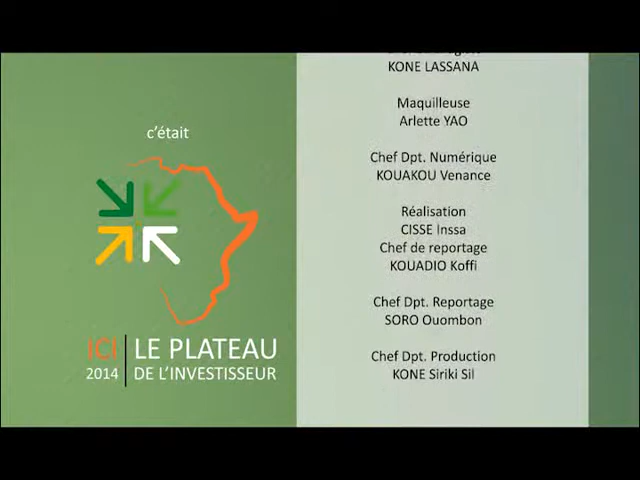 c'était
ICI
2014
LE PLATEAU
DE L'INVESTISSEUR
KONE LASSANA
Maquilleuse
Arlette YAO
Chef Dpt. Numérique
KOUAKOU Venance
Réalisation
CISSE Inssa
Chef de reportage
KOUADIO Koffi
Chef Dpt. Reportage
SORO Ouombon
Chef Dpt. Production
KONE Siriki Sil